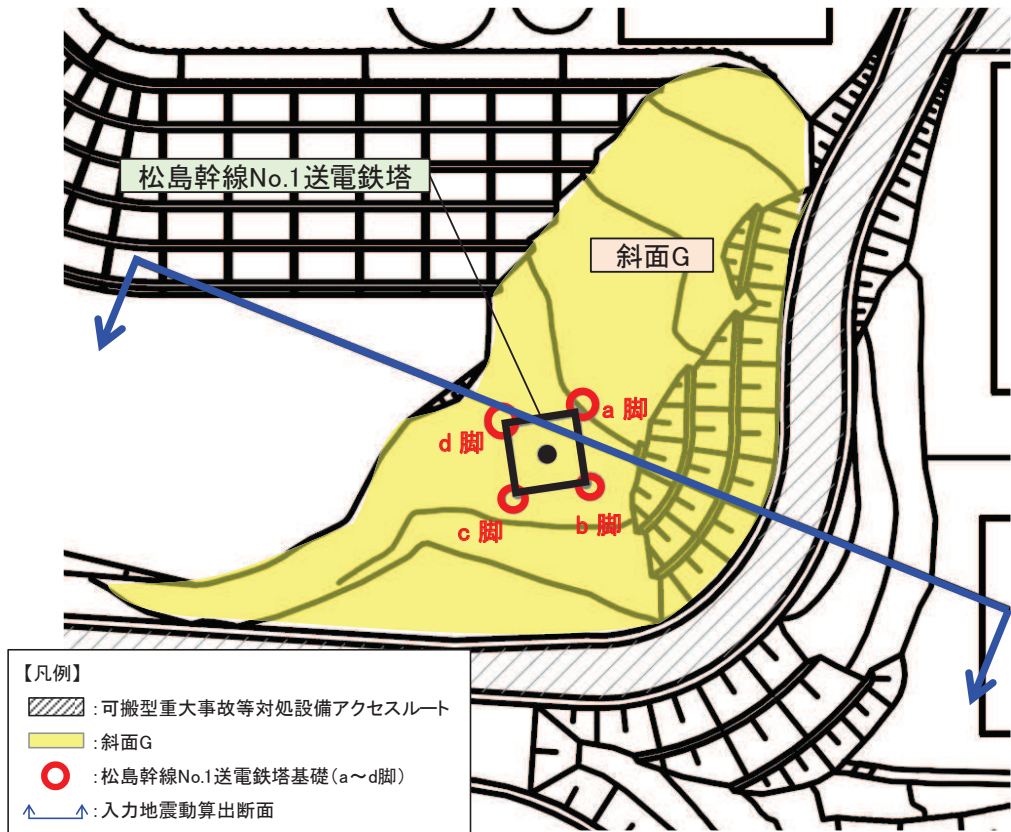 松島幹線No.1送電鉄塔
斜面G
a 脚
d 脚
c 脚
b 脚
【凡例】
:可搬型重大事故等対処設備アクセスルート
:斜面G
:松島幹線No.1送電鉄塔基礎(a～d脚)
:入力地震動算出断面